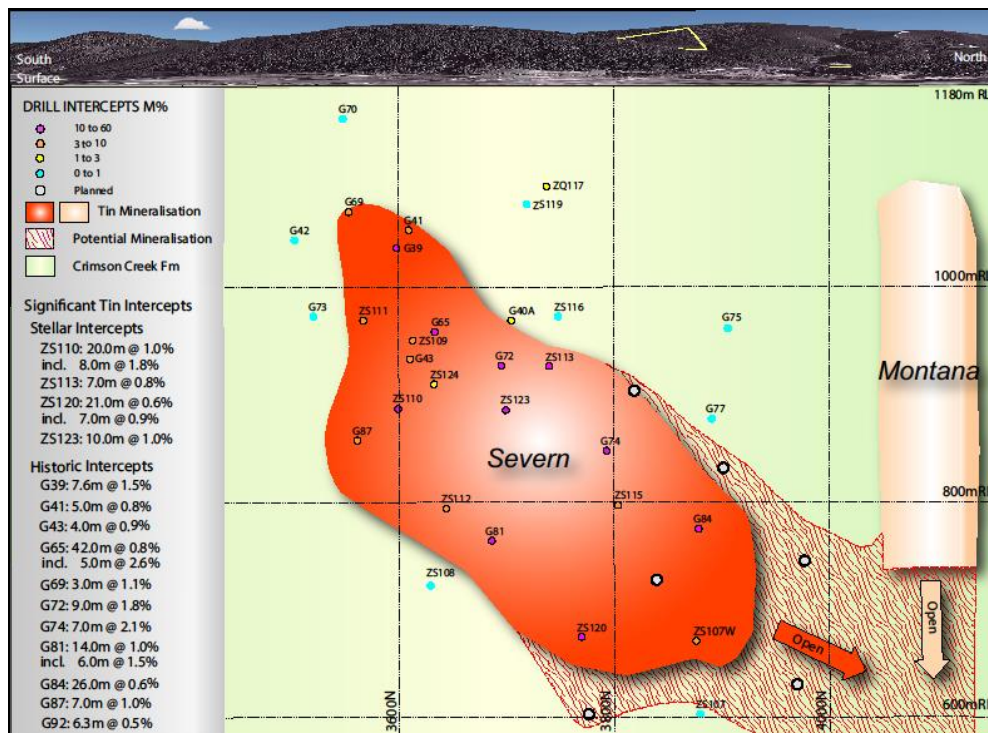 South
Surface
North
DRILL INTERCEPTS M%
10 to 60
3 to 10
1 to 3
0 to 1
Planned
Tin Mineralisation
Potential Mineralisation
Crimson Creek Fm
Significant Tin Intercepts
Stellar Intercepts
ZS110: 20.0m @ 1.0%
incl. 8.0m @ 1.8%
ZS113: 7.0m @ 0.8%
ZS120: 21.0m @ 0.6%
incl. 7.0m @ 0.9%
ZS123: 10.0m @ 1.0%
Historic Intercepts
G39: 7.6m @ 1.5%
G41: 5.0m @ 0.8%
G43: 4.0m @ 0.9%
G65: 42.0m @ 0.8%
incl. 5.0m @ 2.6%
G69: 3.0m @ 1.1%
G72: 9.0m @ 1.8%
G74: 7.0m @ 2.1%
G81: 14.0m @ 1.0%
incl. 6.0m @ 1.5%
G84: 26.0m @ 0.6%
G87: 7.0m @ 1.0%
G92: 6.3m @ 0.5%
1180m RL
G70
ZQ117
G69
ZS119
G41
G42
G39
1000mRL
G73
ZS111
G40A
ZS116
G65
G75
ZS109
G43
G72
ZS113
Montana
ZS124
ZS110
ZS123
G77
G87
G74
Severn
800mRL
ZS112
ZS115
G81
G84
ZS108
Open
ZS120
ZS107W
Open
ZS107
600mRL
3600N
3800N
4000N